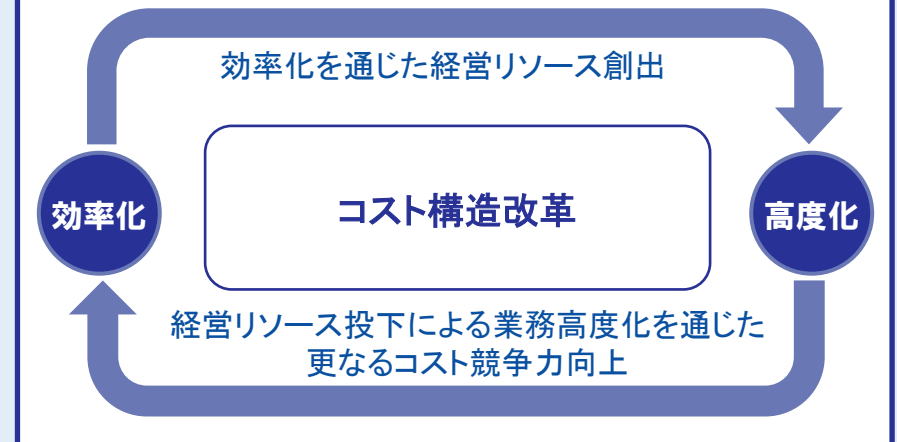 効率化を通じた経営リソース創出
効率化
コスト構造改革
高度化
経営リソース投下による業務高度化を通じた
更なるコスト競争力向上